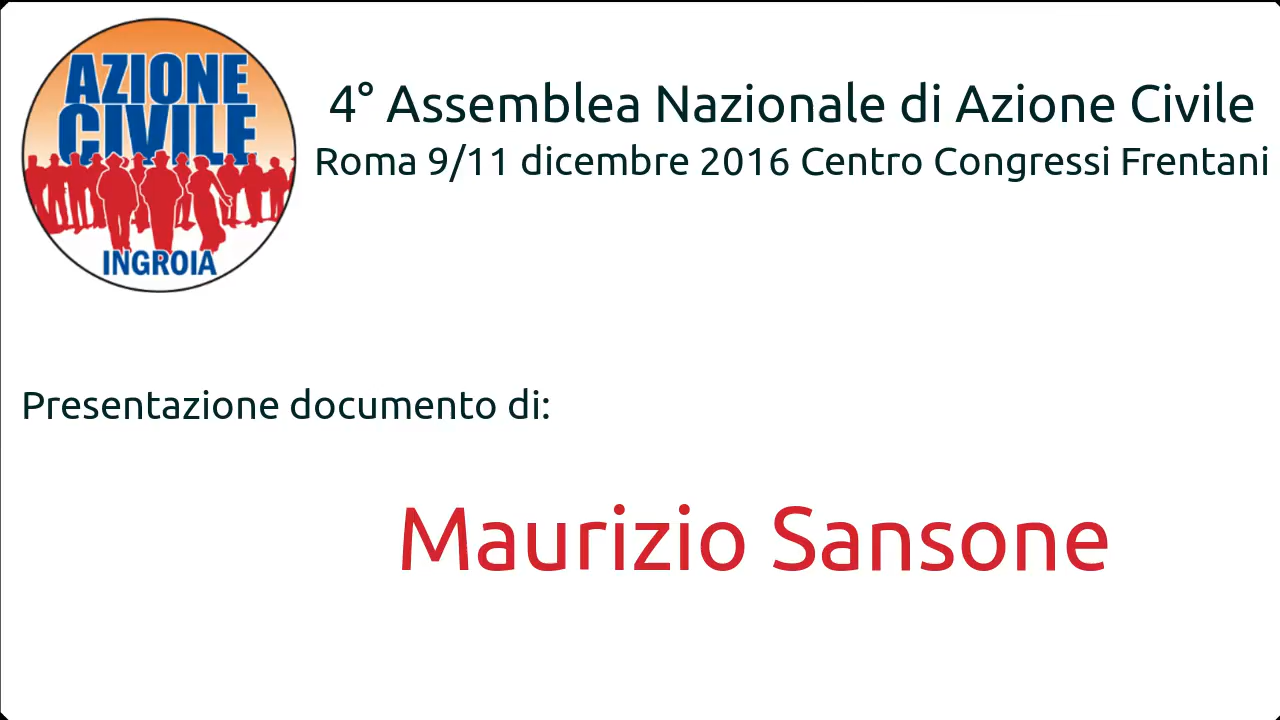 AZIONE
CIVILE
INGROIA
4° Assemblea Nazionale di Azione Civile
Roma 9/11 dicembre 2016 Centro Congressi Frentani
Presentazione documento di:
Maurizio Sansone